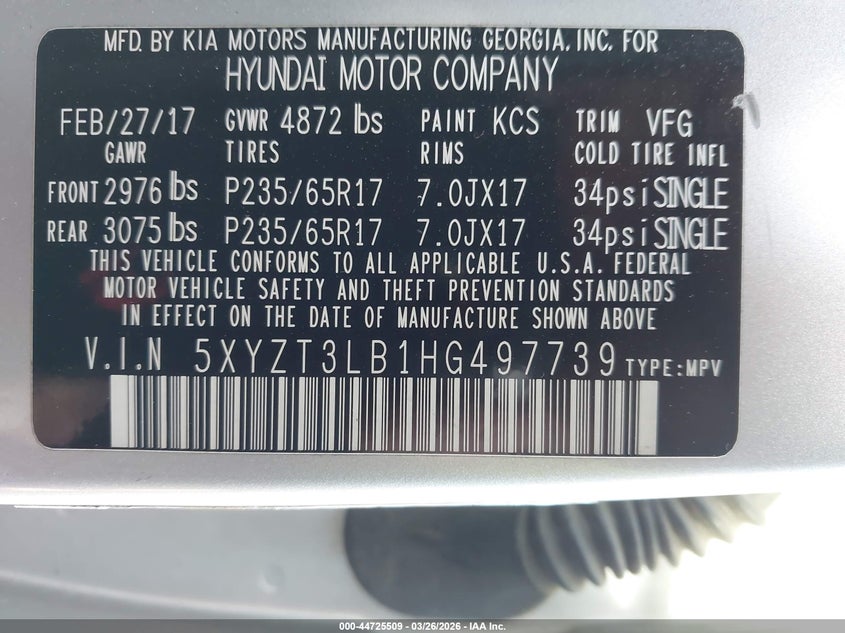 MFD. BY KIA MOTORS MANUFACTURING GEORGIA, INC. FOR
HYUNDAI MOTOR COMPANY
FEB/27/17 GVWR 4872 lbs PAINT KCS TRIM VFG
GAWR TIRES RIMS COLD TIRE INFL
FRONT 2976 lbs P235/65R17 7.0JX17 34psi SINGLE
REAR 3075 lbs P235/65R17 7.0JX17 34psi SINGLE
THIS VEHICLE CONFORMS TO ALL APPLICABLE U.S.A. FEDERAL
MOTOR VEHICLE SAFETY AND THEFT PREVENTION STANDARDS
IN EFFECT ON THE DATE OF MANUFACTURING SHOWN ABOVE
V.I.N 5XYZT3LB1HG497739 TYPE:MPV
000-44725509 - 03/26/2026 - IAA Inc.